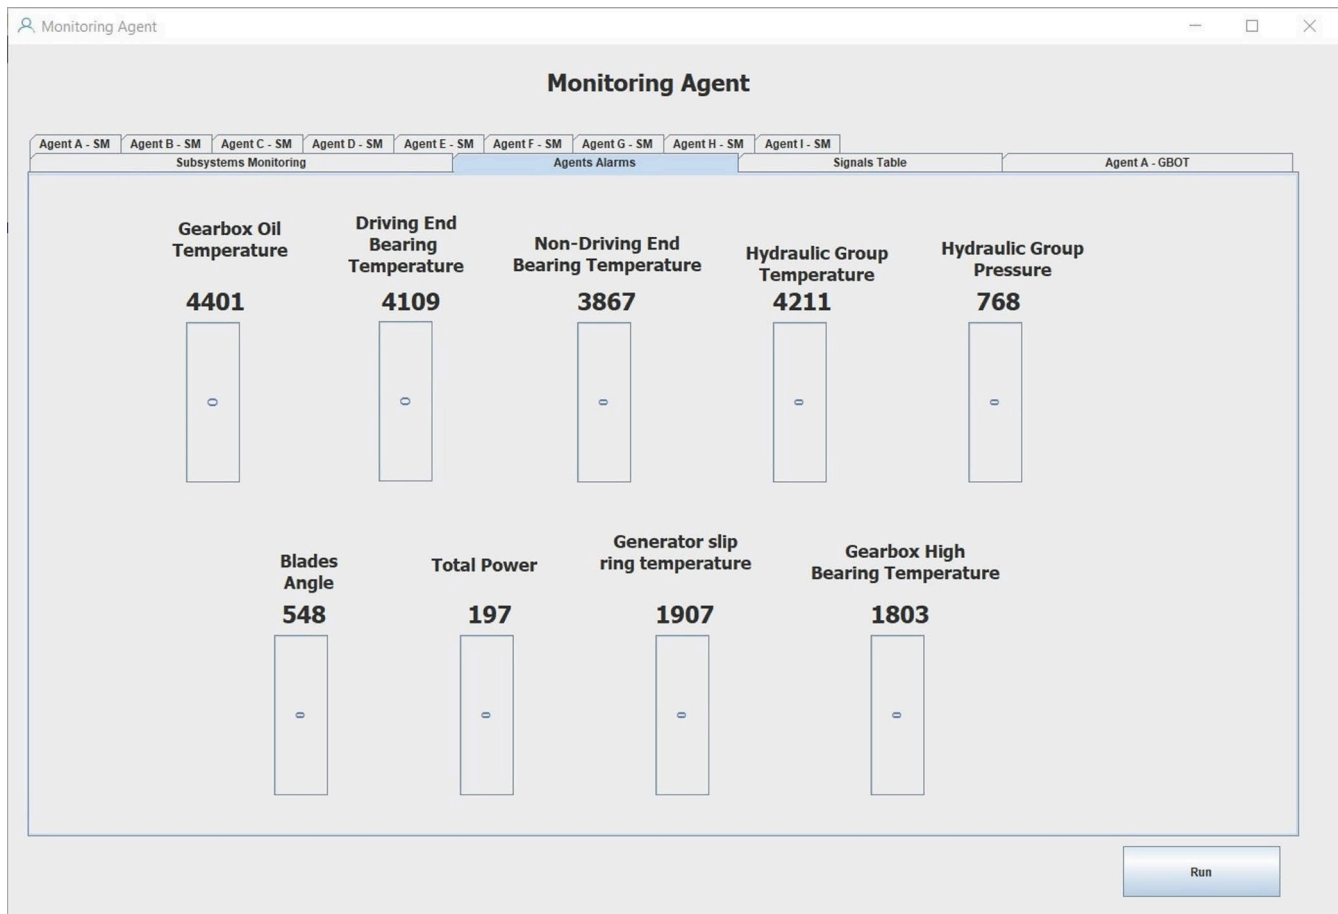 Monitoring Agent
Monitoring Agent
Agent A - SM Agent B - SM Agent C - SM Agent D - SM Agent E - SM Agent F - SM Agent G - SM Agent H - SM Agent I - SM
Subsystems Monitoring Agents Alarms Signals Table Agent A - GBOT
Gearbox Oil
Temperature
4401
0
Driving End
Bearing
Temperature
4109
0
Non-Driving End
Bearing Temperature
3867
0
Hydraulic Group
Temperature
4211
0
Hydraulic Group
Pressure
768
0
Blades
Angle
548
0
Total Power
197
0
Generator slip
ring temperature
1907
0
Gearbox High
Bearing Temperature
1803
0
Run